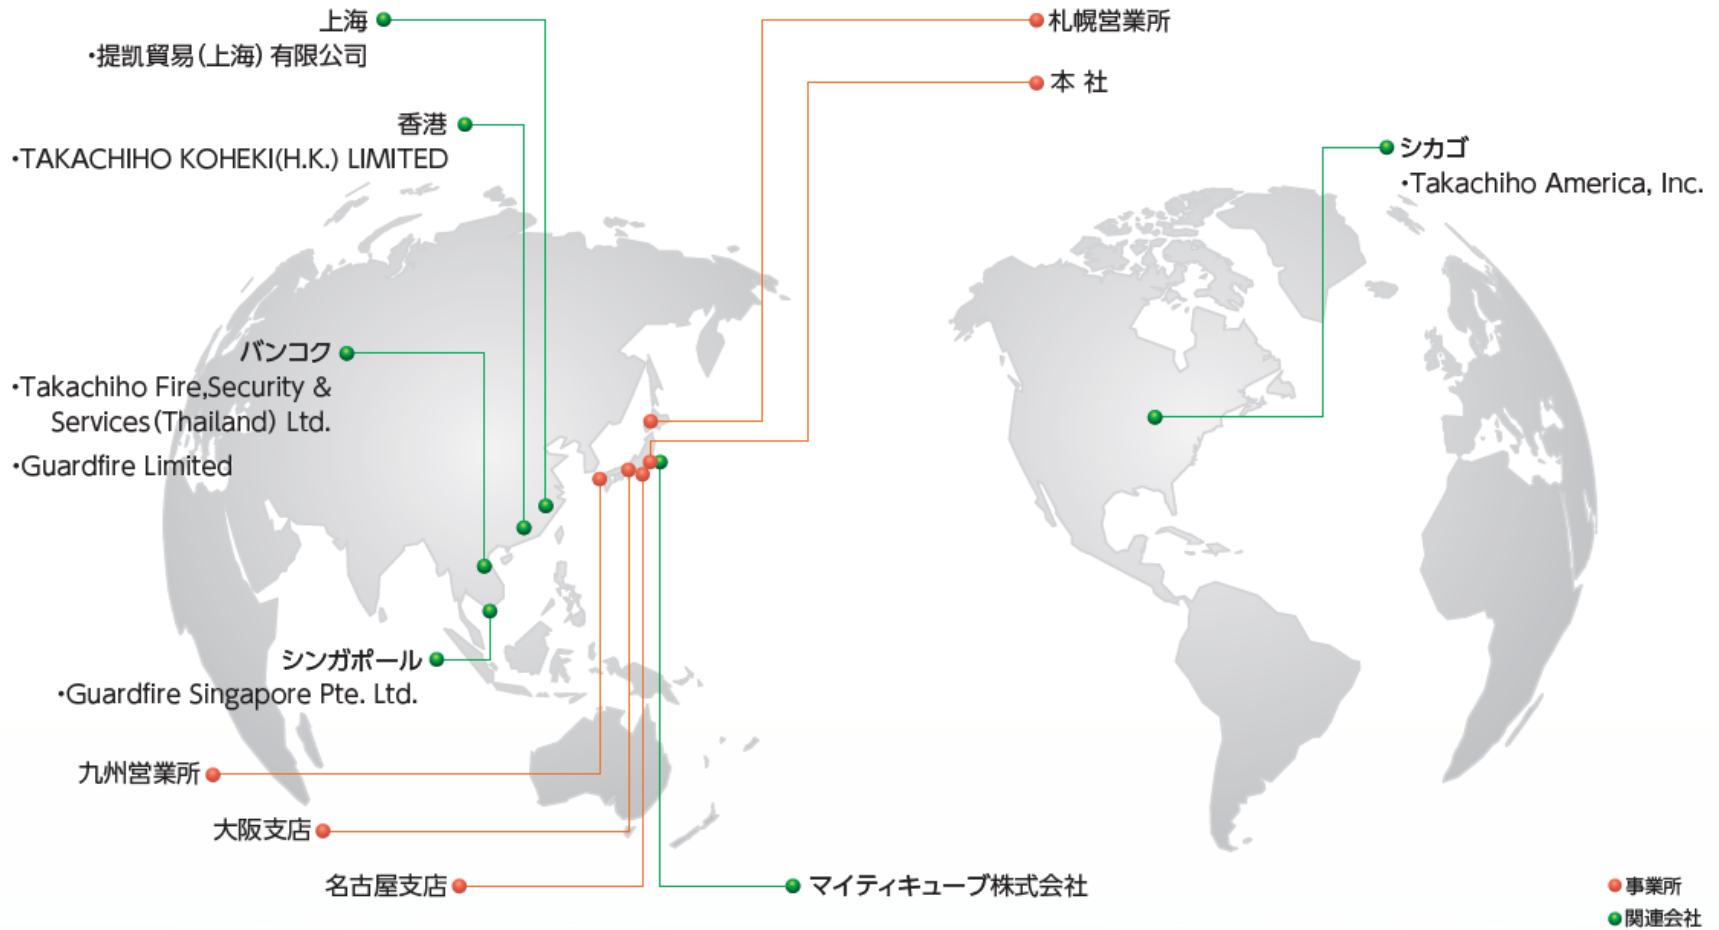 上海
・提凯貿易(上海) 有限公司
香港
・TAKACHIHO KOHEKI(H.K.) LIMITED
バンコク
・Takachiho Fire,Security &
Services(Thailand) Ltd.
・Guardfire Limited
シンガポール
・Guardfire Singapore Pte. Ltd.
九州営業所
大阪支店
名古屋支店
マイティキューブ株式会社
札幌営業所
本 社
シカゴ
・Takachiho America, Inc.
事業所
関連会社